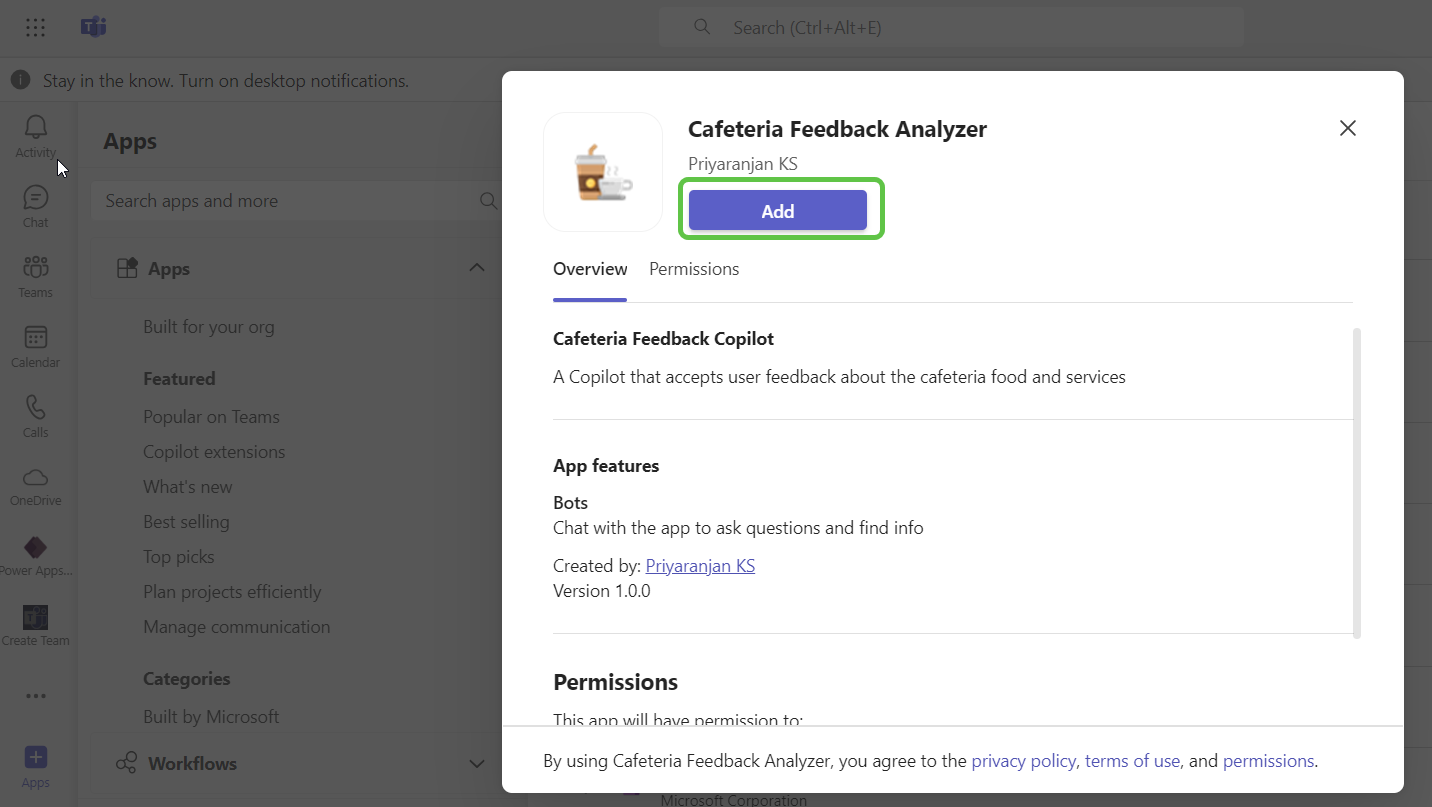 Search (Ctrl+Alt+E)
Stay in the know. Turn on desktop notifications.
Activity
Chat
Teams
Calendar
Calls
OneDrive
Power Apps...
Create Team
Apps
Apps
Search apps and more
Apps
Built for your org
Featured
Popular on Teams
Copilot extensions
What's new
Best selling
Top picks
Plan projects efficiently
Manage communication
Categories
Built by Microsoft
Workflows
Cafeteria Feedback Analyzer
Priyaranjan KS
Add
Overview Permissions
Cafeteria Feedback Copilot
A Copilot that accepts user feedback about the cafeteria food and services
App features
Bots
Chat with the app to ask questions and find info
Created by: Priyaranjan KS
Version 1.0.0
Permissions
This app will have permission to:
By using Cafeteria Feedback Analyzer, you agree to the privacy policy, terms of use, and permissions.
Microsoft Corporation